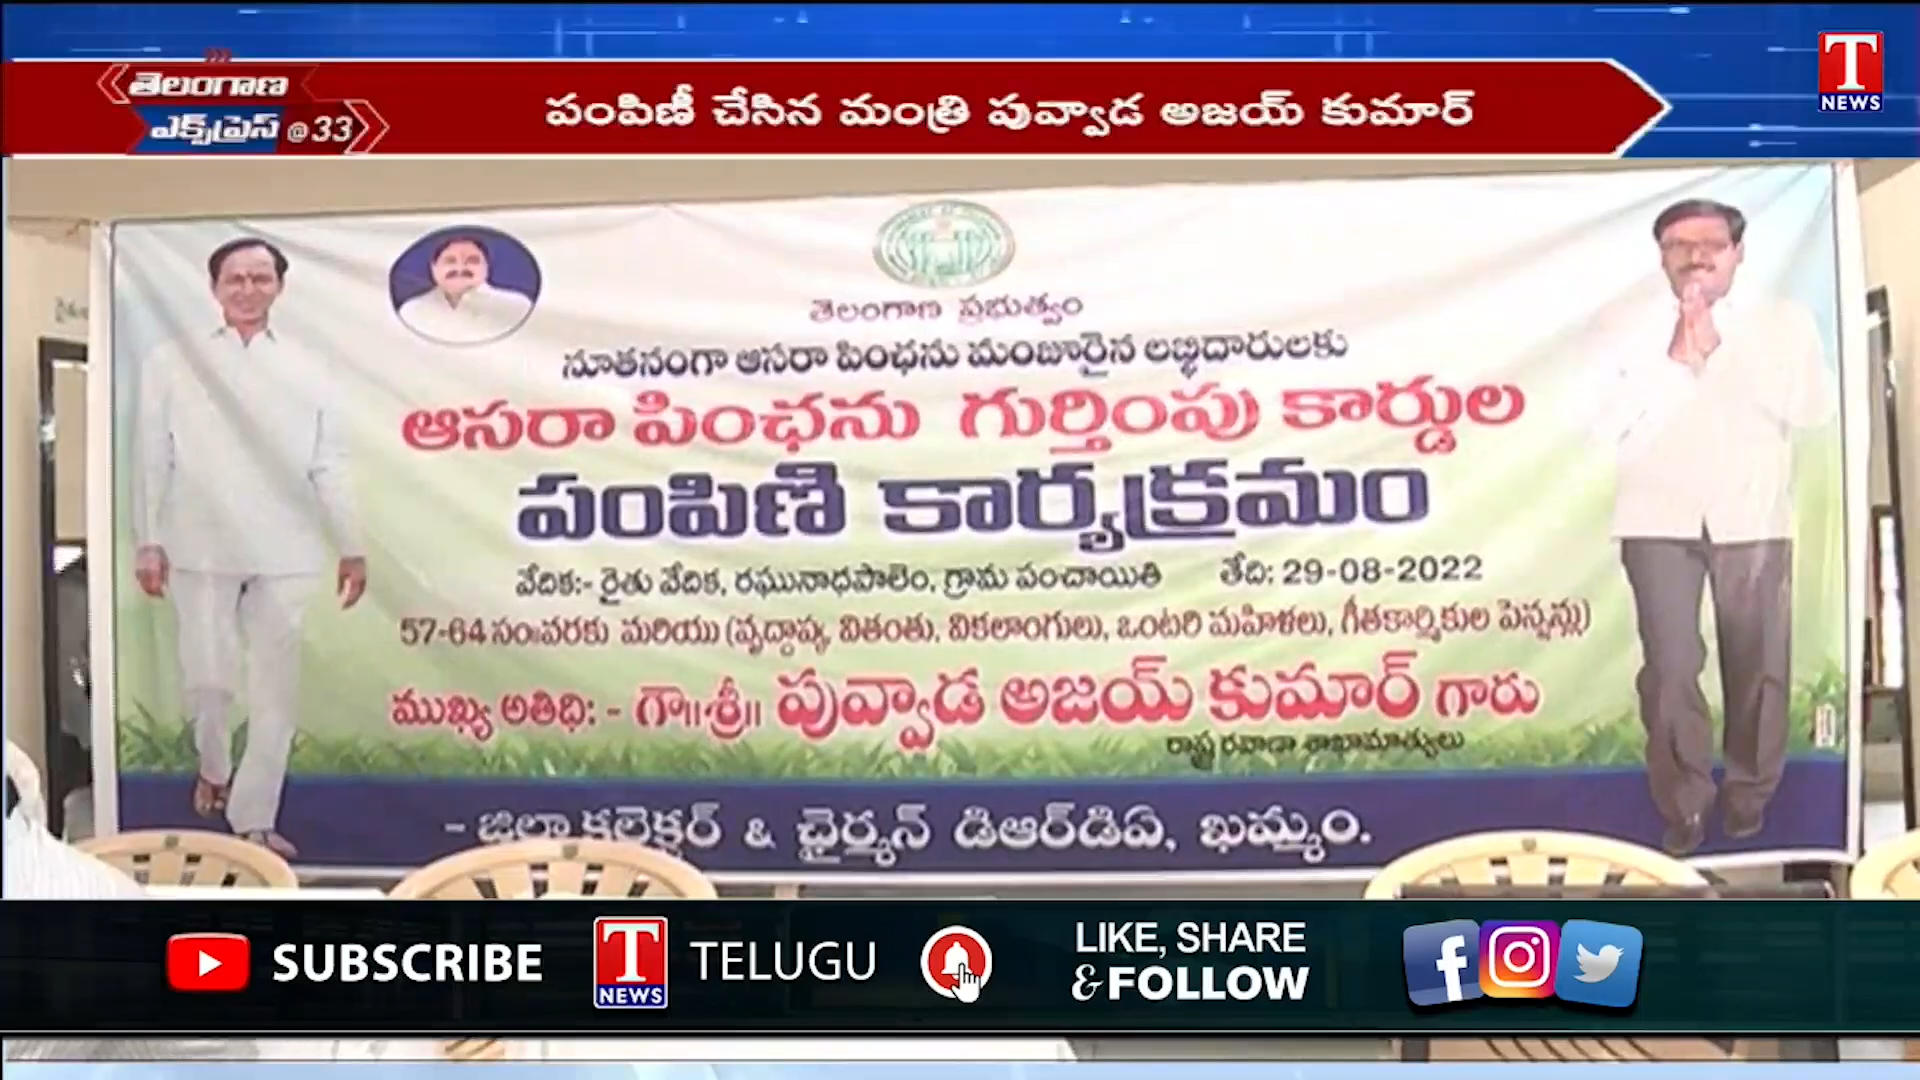 తెలంగాణ
ఎక్స్‌ప్రెస్ @ 33
పంపిణీ చేసిన మంత్రి పువ్వాడ అజయ్ కుమార్
T
NEWS
తెలంగాణ ప్రభుత్వం
నూతనంగా ఆసరా పింఛను మంజూరైన లబ్ధిదారులకు
ఆసరా పింఛను గుర్తింపు కార్డుల
పంపిణి కార్యక్రమం
వేదిక:- రైతు వేదిక, రఘునాధపాలెం, గ్రామ పంచాయితి తేది: 29-08-2022
57-64 సం॥వరకు మరియు (వృద్దాప్య, వితంతు, వికలాంగులు, ఒంటరి మహిళలు, గీతకార్మికుల పెన్షన్లు)
ముఖ్య అతిధి: - గౌ॥శ్రీ॥ పువ్వాడ అజయ్ కుమార్ గారు
రాష్ట్ర రవాణా శాఖామాత్యులు
- జిల్లా కలెక్టర్ & ఛైర్మన్ డిఆర్‌డిఏ, ఖమ్మం.
SUBSCRIBE
T
NEWS
TELUGU
LIKE, SHARE
& FOLLOW